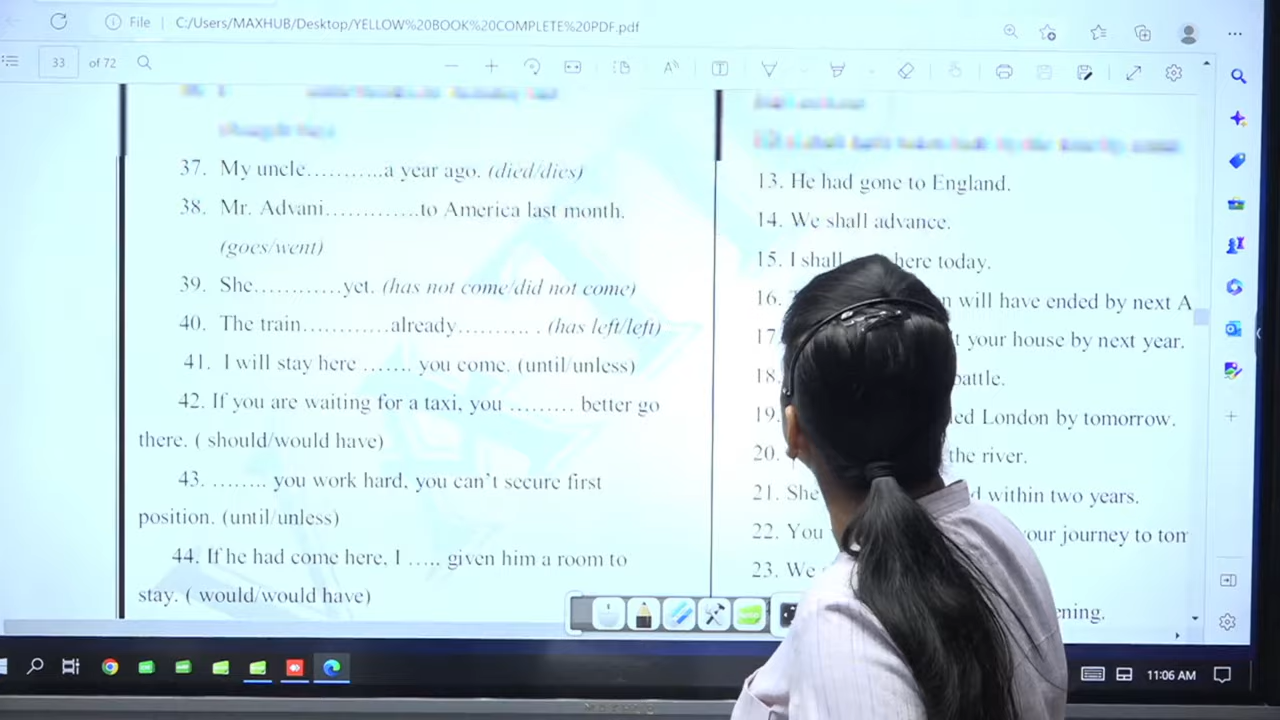 File
C:/Users/MAXHUB/Desktop/YELLOW%20BOOK%20COMPLETE%20PDF.pdf
33 of 72
37. My uncle………..a year ago. (died/dies)
38. Mr. Advani………….to America last month.
(goes/went)
39. She…………yet. (has not come/did not come)
40. The train…………already……….. . (has left/left)
41. I will stay here ……. you come. (until/unless)
42. If you are waiting for a taxi, you ……… better go
there. ( should/would have)
43. …….. you work hard, you can't secure first
position. (until/unless)
44. If he had come here, I ….. given him a room to
stay. ( would/would have)
13. He had gone to England.
14. We shall advance.
15. I shall here today.
16. will have ended by next A
17. your house by next year.
18. battle.
19. London by tomorrow.
20. the river.
21. She within two years.
22. You your journey to tom
23. We
11:06 AM
MAXHUB